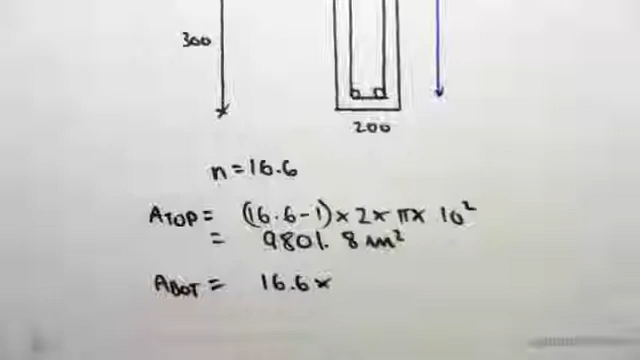 300
200
n = 16.6
ATOP = (16.6-1) × 2 × π × 10²
= 9801.8 mm²
ABOT = 16.6 ×